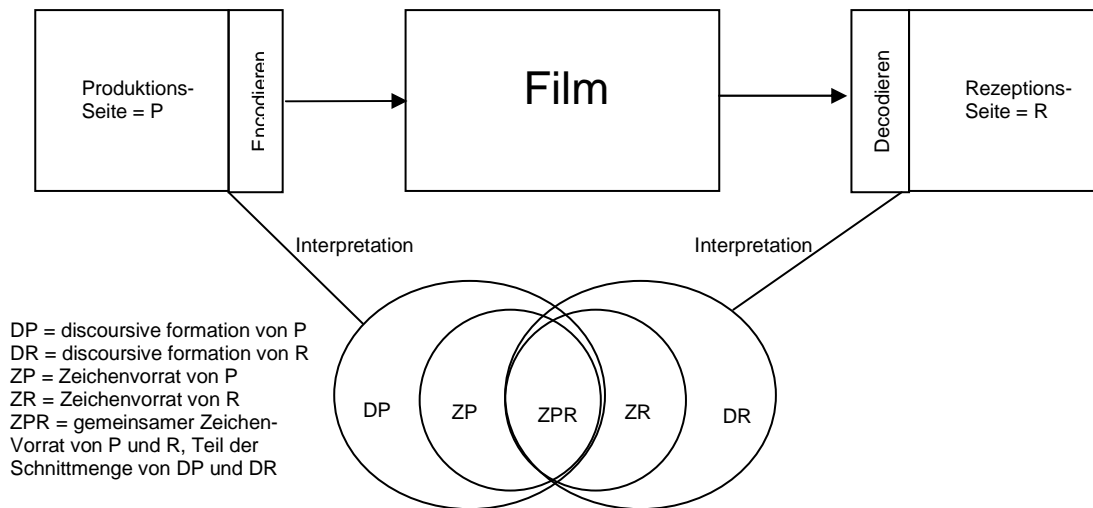 Produktions-
Seite = P
Encodieren
Film
Decodieren
Rezeptions-
Seite = R
Interpretation
Interpretation
DP = discoursive formation von P
DR = discoursive formation von R
ZP = Zeichenvorrat von P
ZR = Zeichenvorrat von R
ZPR = gemeinsamer Zeichen-
Vorrat von P und R, Teil der
Schnittmenge von DP und DR
DP
ZP
ZPR
ZR
DR